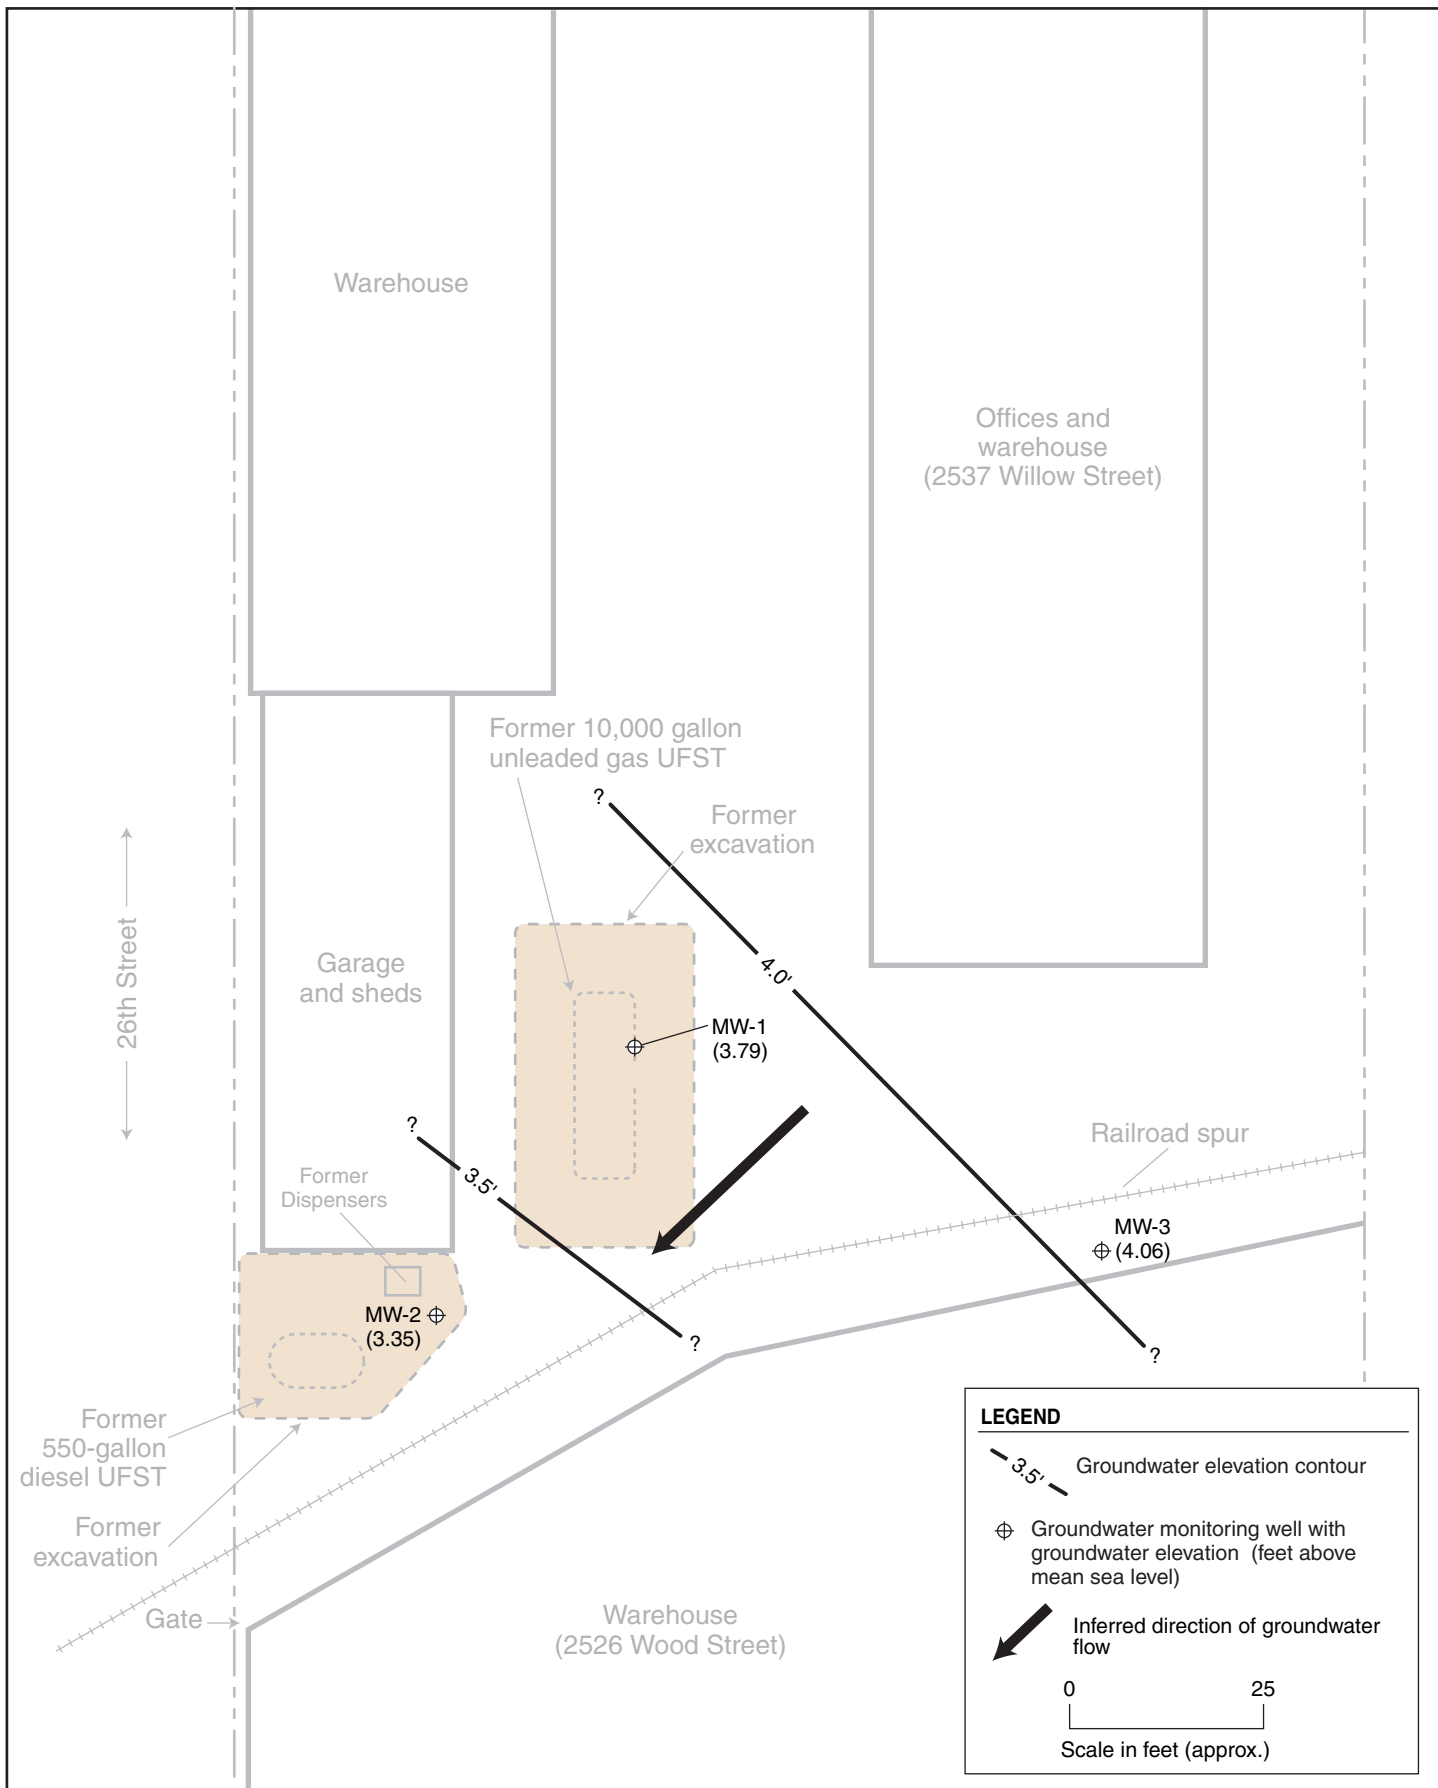 Warehouse
Offices and
warehouse
(2537 Willow Street)
Former 10,000 gallon
unleaded gas UFST
?
Former
excavation
26th Street
Garage
and sheds
4.0'
MW-1
(3.79)
?
Railroad spur
Former
Dispensers
3.5'
MW-3
(4.06)
MW-2
(3.35)
?
?
Former
550-gallon
diesel UFST
Former
excavation
Gate
Warehouse
(2526 Wood Street)
LEGEND
3.5'
Groundwater elevation contour
Groundwater monitoring well with
groundwater elevation (feet above
mean sea level)
Inferred direction of groundwater
flow
0 25
Scale in feet (approx.)